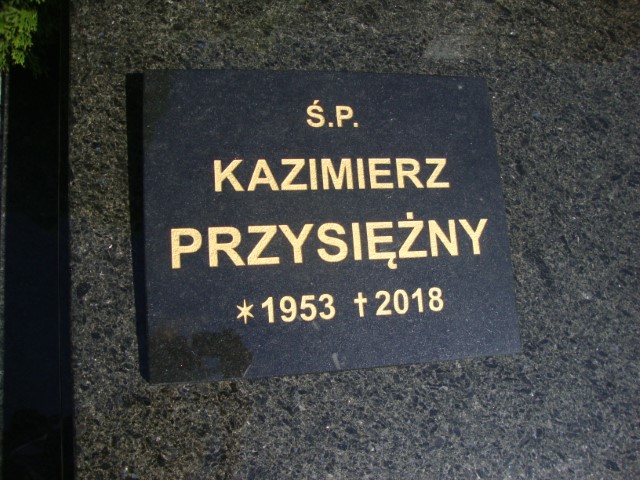 Ś.P.
KAZIMIERZ
PRZYSIĘŻNY
✶1953 ✝2018